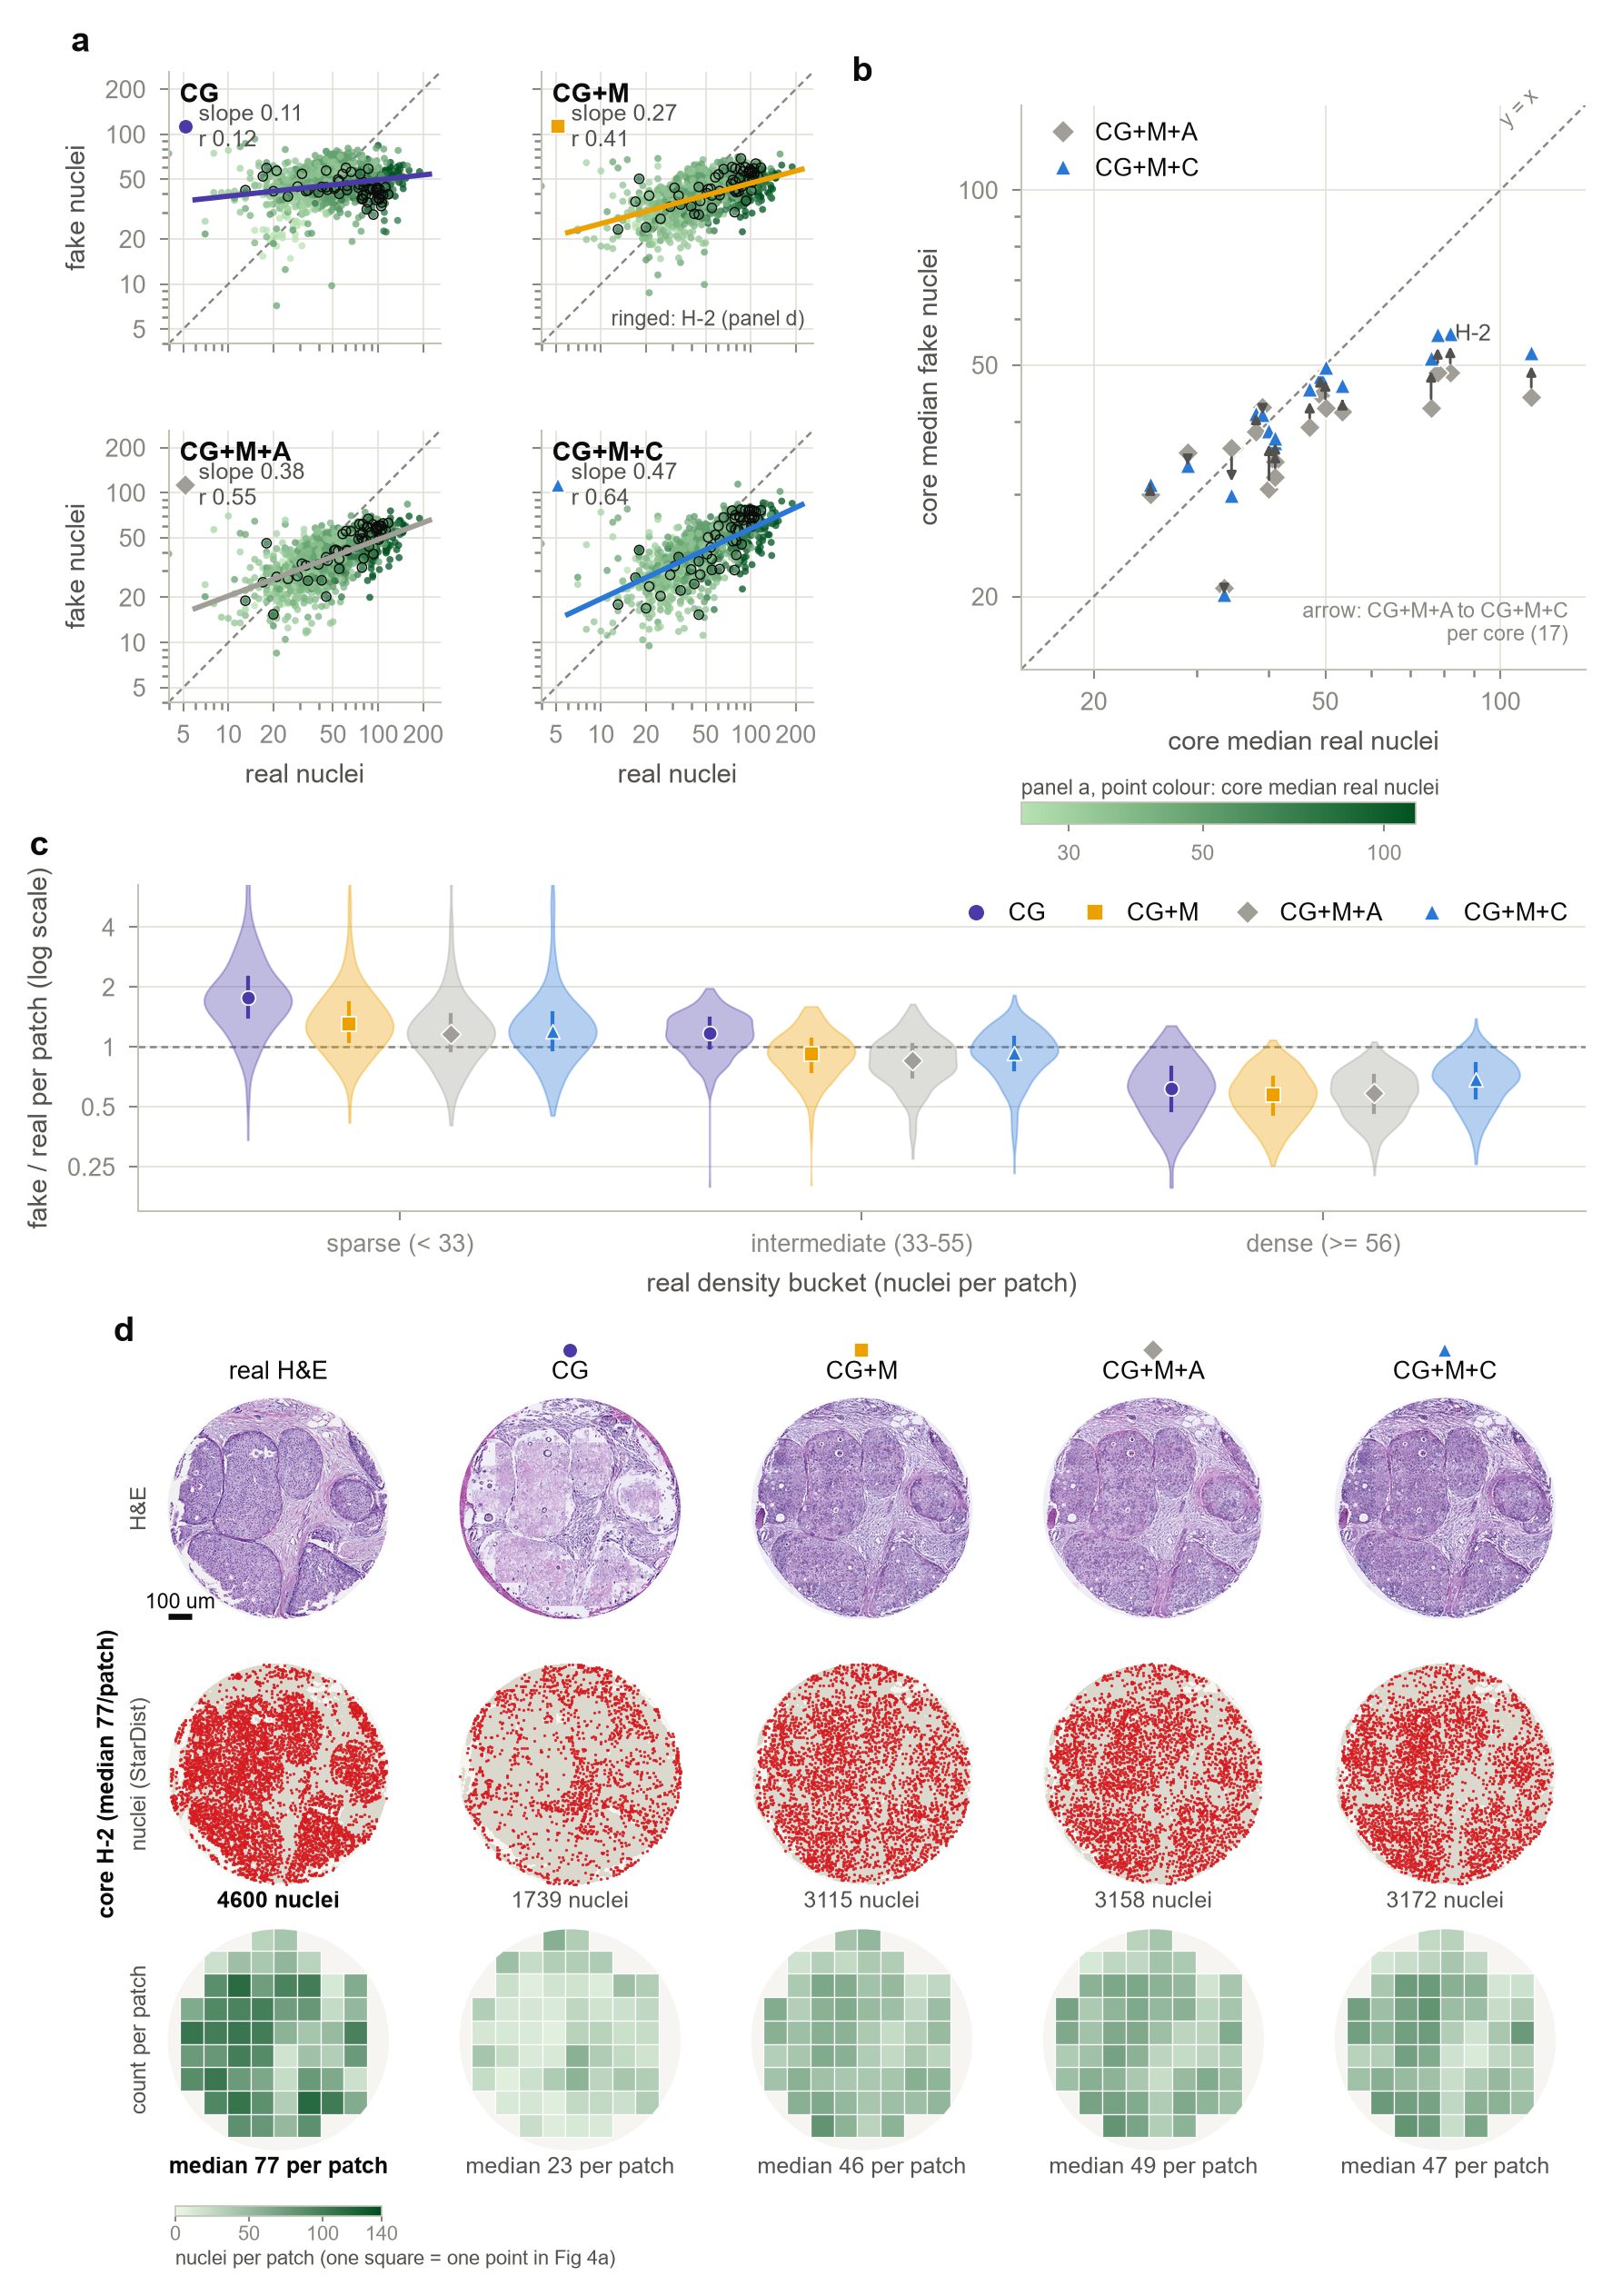 a
CG
slope 0.11
r 0.12
200
100
50
20
10
5
fake nuclei
CG+M
slope 0.27
r 0.41
ringed: H-2 (panel d)
CG+M+A
slope 0.38
r 0.55
200
100
50
20
10
5
fake nuclei
5 10 20 50 100 200
real nuclei
CG+M+C
slope 0.47
r 0.64
5 10 20 50 100 200
real nuclei
b
CG+M+A
CG+M+C
y = x
100
50
20
core median fake nuclei
H-2
arrow: CG+M+A to CG+M+C
per core (17)
20 50 100
core median real nuclei
panel a, point colour: core median real nuclei
30 50 100
c
fake / real per patch (log scale)
4
2
1
0.5
0.25
CG CG+M CG+M+A CG+M+C
sparse (< 33) intermediate (33-55) dense (>= 56)
real density bucket (nuclei per patch)
d
real H&E CG CG+M CG+M+A CG+M+C
H&E
100 um
core H-2 (median 77/patch)
nuclei (StarDist)
4600 nuclei 1739 nuclei 3115 nuclei 3158 nuclei 3172 nuclei
count per patch
median 77 per patch median 23 per patch median 46 per patch median 49 per patch median 47 per patch
0 50 100 140
nuclei per patch (one square = one point in Fig 4a)